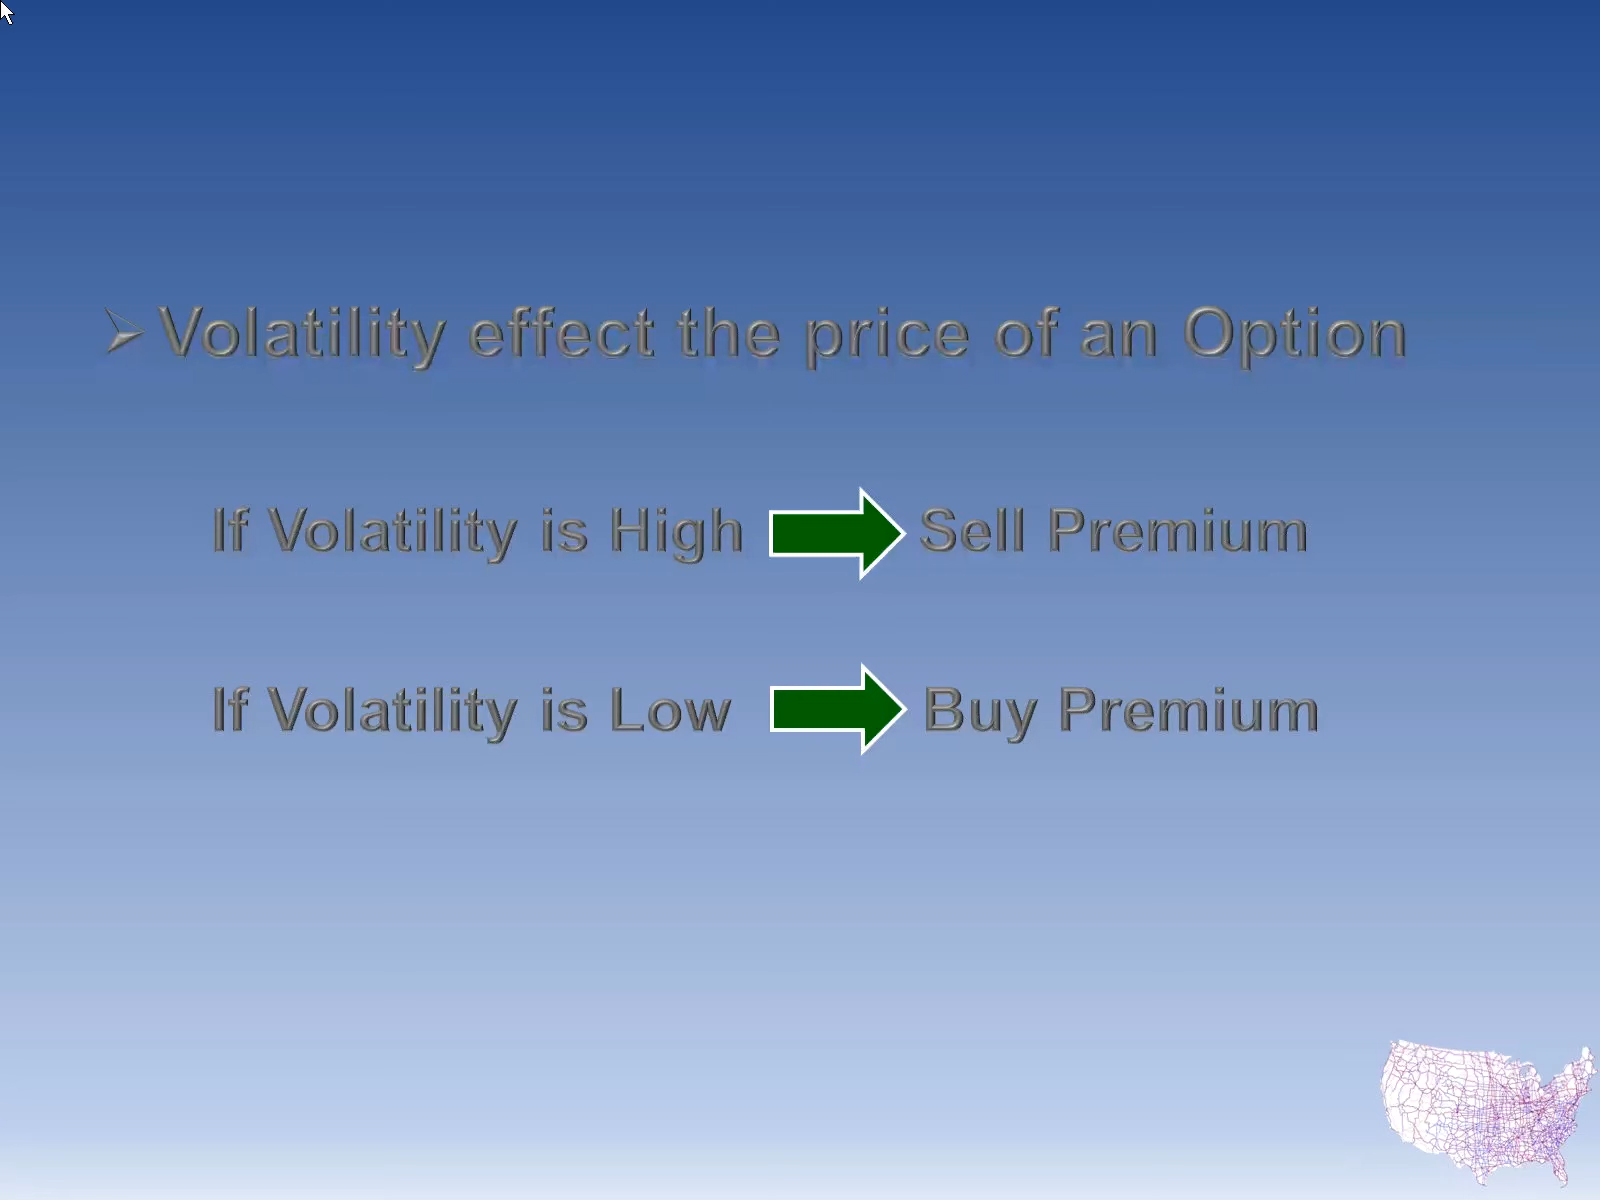 Volatility effect the price of an Option
If Volatility is High Sell Premium
If Volatility is Low Buy Premium